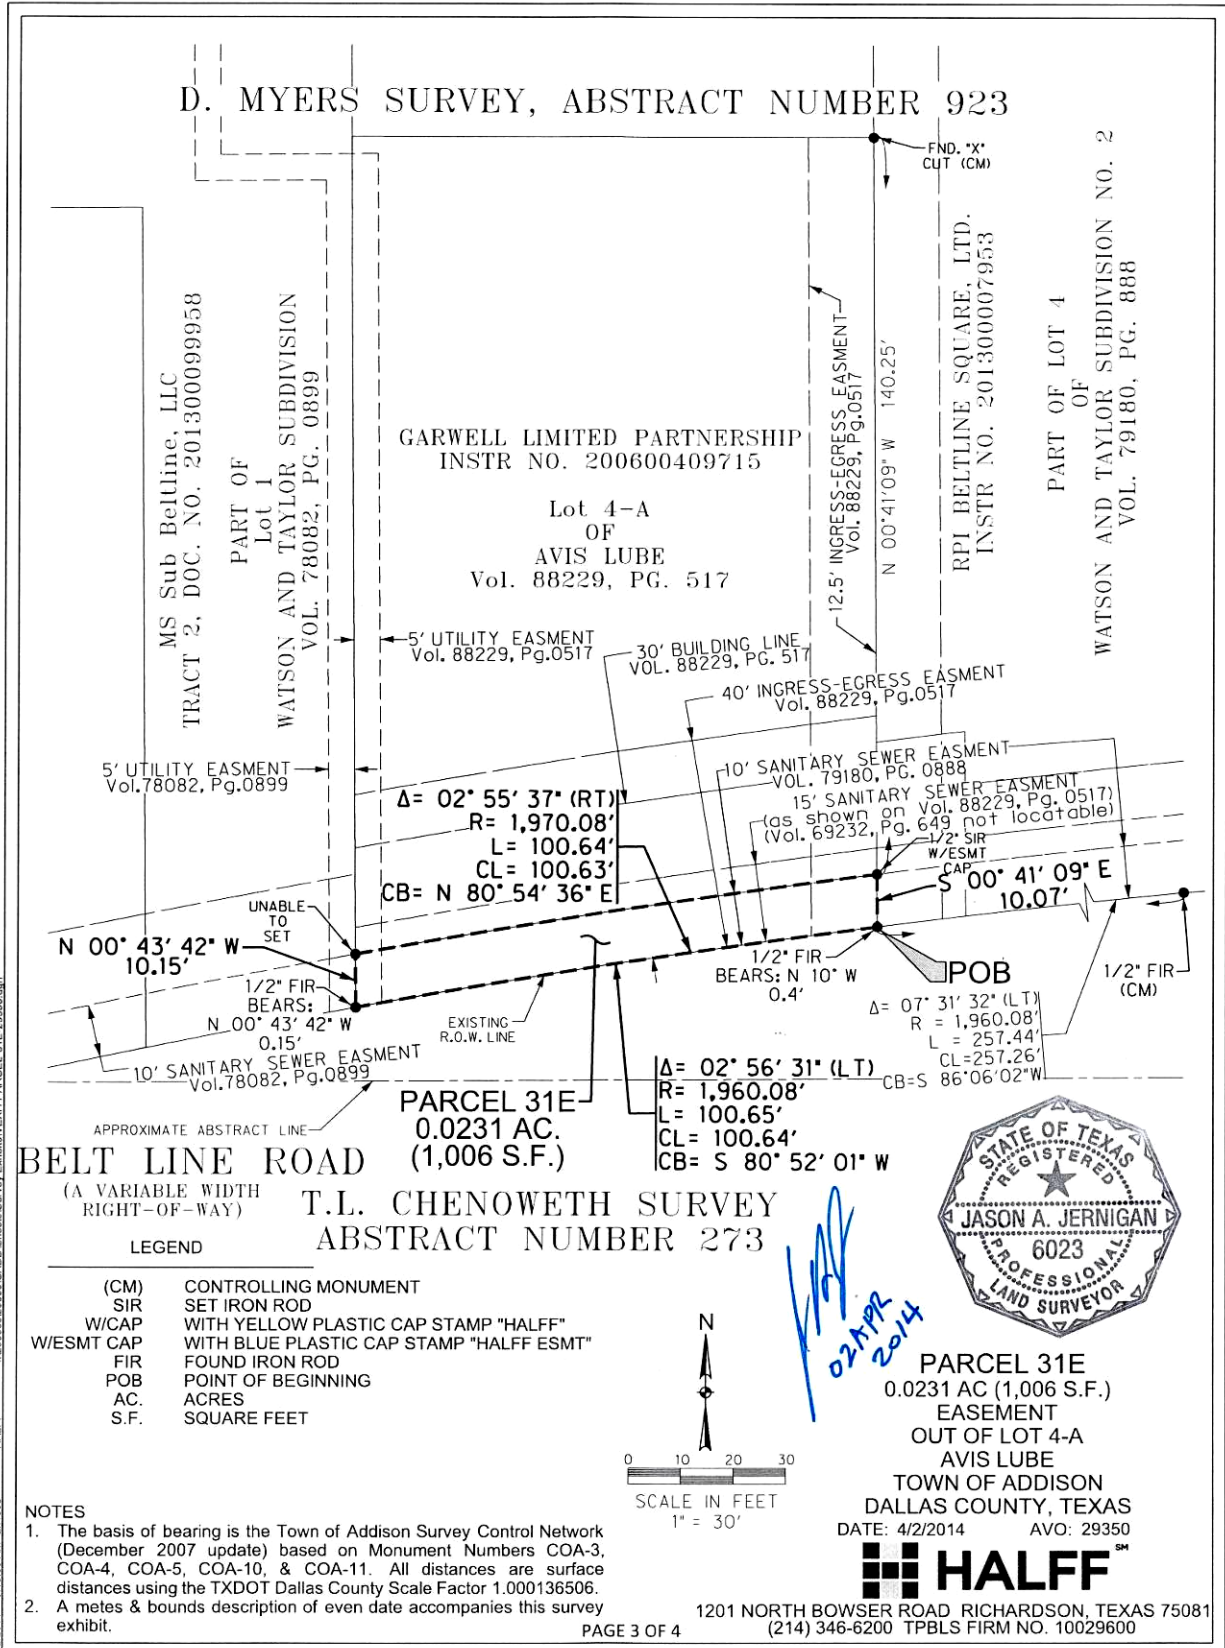 D. MYERS SURVEY, ABSTRACT NUMBER 923
FND. "X"
CUT (CM)
MS Sub Beltline, LLC
TRACT 2, DOC. NO. 201300099958
PART OF
Lot 1
WATSON AND TAYLOR SUBDIVISION
VOL. 78082, PG. 0899
GARWELL LIMITED PARTNERSHIP
INSTR NO. 200600409715
Lot 4-A
OF
AVIS LUBE
Vol. 88229, PG. 517
12.5' INGRESS-EGRESS EASMENT
Vol. 88229, Pg.0517
N 00°41'09" W 140.25'
RPI BELTLINE SQUARE, LTD.
INSTR NO. 201300007953
PART OF LOT 4
OF
WATSON AND TAYLOR SUBDIVISION NO. 2
VOL. 79180, PG. 888
5' UTILITY EASMENT
Vol. 88229, Pg.0517
30' BUILDING LINE
VOL. 88229, PG. 517
40' INGRESS-EGRESS EASMENT
Vol. 88229, Pg.0517
5' UTILITY EASMENT
Vol.78082, Pg.0899
10' SANITARY SEWER EASMENT
VOL. 79180, PG. 0888
15' SANITARY SEWER EASMENT
(as shown on Vol. 88229, Pg. 0517)
(Vol. 69232, Pg. 649 not locatable)
Δ= 02° 55' 37" (RT)
R= 1,970.08'
L= 100.64'
CL= 100.63'
CB= N 80° 54' 36" E
1/2" SIR
W/ESMT
CAP
S 00° 41' 09" E
10.07'
UNABLE
TO
SET
N 00° 43' 42" W
10.15'
1/2" FIR
BEARS:
N 00° 43' 42" W
0.15'
1/2" FIR
BEARS: N 10° W
0.4'
POB
1/2" FIR
(CM)
EXISTING
R.O.W. LINE
Δ= 07° 31' 32" (LT)
R = 1,960.08'
L = 257.44'
CL=257.26'
CB=S 86°06'02"W
10' SANITARY SEWER EASMENT
Vol.78082, Pg.0899
Δ= 02° 56' 31" (LT)
R= 1,960.08'
L= 100.65'
CL= 100.64'
CB= S 80° 52' 01" W
PARCEL 31E
0.0231 AC.
(1,006 S.F.)
APPROXIMATE ABSTRACT LINE
BELT LINE ROAD
(A VARIABLE WIDTH
RIGHT-OF-WAY)
T.L. CHENOWETH SURVEY
ABSTRACT NUMBER 273
STATE OF TEXAS
REGISTERED
JASON A. JERNIGAN
6023
PROFESSIONAL
LAND SURVEYOR
02APR
2014
LEGEND
(CM) CONTROLLING MONUMENT
SIR SET IRON ROD
W/CAP WITH YELLOW PLASTIC CAP STAMP "HALFF"
W/ESMT CAP WITH BLUE PLASTIC CAP STAMP "HALFF ESMT"
FIR FOUND IRON ROD
POB POINT OF BEGINNING
AC. ACRES
S.F. SQUARE FEET
N
0 10 20 30
SCALE IN FEET
1" = 30'
PARCEL 31E
0.0231 AC (1,006 S.F.)
EASEMENT
OUT OF LOT 4-A
AVIS LUBE
TOWN OF ADDISON
DALLAS COUNTY, TEXAS
DATE: 4/2/2014 AVO: 29350
HALFF SM
1201 NORTH BOWSER ROAD RICHARDSON, TEXAS 75081
(214) 346-6200 TPBLS FIRM NO. 10029600
NOTES
1. The basis of bearing is the Town of Addison Survey Control Network
(December 2007 update) based on Monument Numbers COA-3,
COA-4, COA-5, COA-10, & COA-11. All distances are surface
distances using the TXDOT Dallas County Scale Factor 1.000136506.
2. A metes & bounds description of even date accompanies this survey
exhibit.
PAGE 3 OF 4